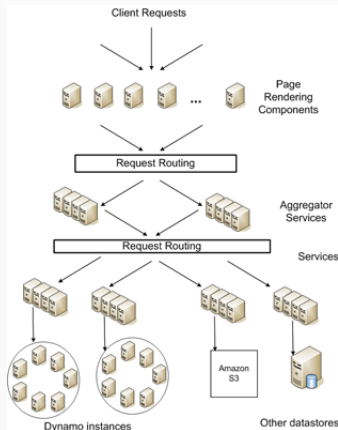 Client Requests
Page
Rendering
Components
...
Request Routing
Aggregator
Services
Request Routing
Services
Amazon
S3
Dynamo instances
Other datastores